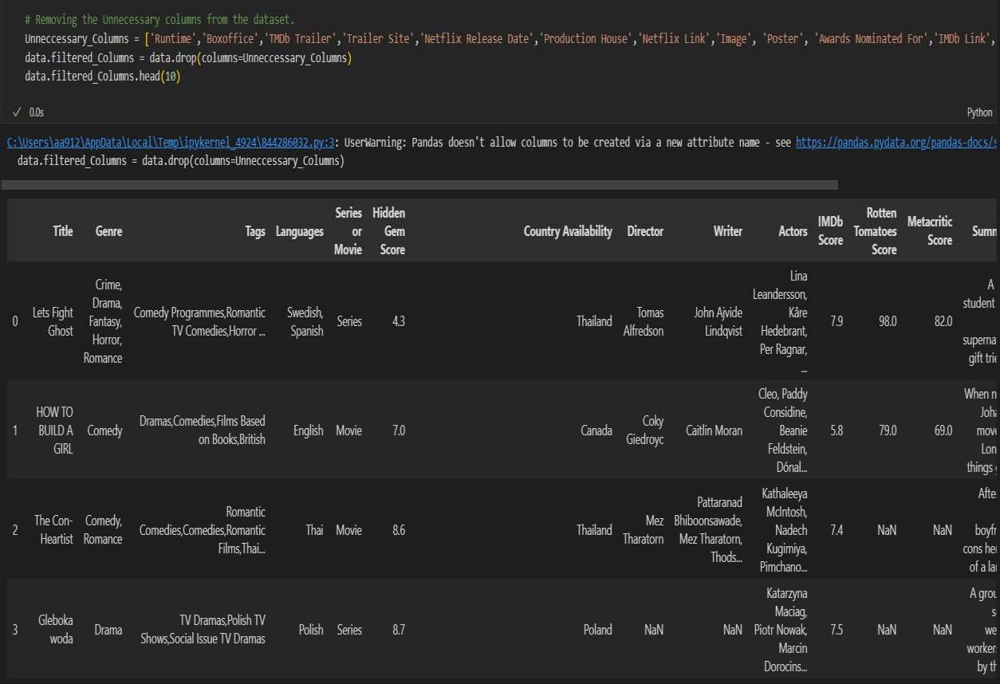 # Removing the Unnecessary columns from the dataset.
Unneccessary_Columns = ['Runtime','Boxoffice','TMDb Trailer','Trailer Site','Netflix Release Date','Production House','Netflix Link','Image', 'Poster', 'Awards Nominated For','IMDb Link',
data.filtered_Columns = data.drop(columns=Unneccessary_Columns)
data.filtered_Columns.head(10)
✓ 0.0s
Python
C:\Users\aa912\AppData\Local\Temp\ipykernel_4924\844286032.py:3: UserWarning: Pandas doesn't allow columns to be created via a new attribute name - see https://pandas.pydata.org/pandas-docs/s
data.filtered_Columns = data.drop(columns=Unneccessary_Columns)
Title
Genre
Tags
Languages
Series
or
Movie
Hidden
Gem
Score
Country Availability
Director
Writer
Actors
IMDb
Score
Rotten
Tomatoes
Score
Metacritic
Score
Summ
0
Lets Fight
Ghost
Crime,
Drama,
Fantasy,
Horror,
Romance
Comedy Programmes,Romantic
TV Comedies,Horror ...
Swedish,
Spanish
Series
4.3
Thailand
Tomas
Alfredson
John Ajvide
Lindqvist
Lina
Leandersson,
Kåre
Hedebrant,
Per Ragnar,
...
7.9
98.0
82.0
A
student
superna
gift trie
1
HOW TO
BUILD A
GIRL
Comedy
Dramas,Comedies,Films Based
on Books,British
English
Movie
7.0
Canada
Coky
Giedroyc
Caitlin Moran
Cleo, Paddy
Considine,
Beanie
Feldstein,
Dónal...
5.8
79.0
69.0
When n
Joha
move
Lon
things
2
The Con-
Heartist
Comedy,
Romance
Romantic
Comedies,Comedies,Romantic
Films,Thai...
Thai
Movie
8.6
Thailand
Mez
Tharatorn
Pattaranad
Bhiboonsawade,
Mez Tharatorn,
Thods...
Kathaleeya
McIntosh,
Nadech
Kugimiya,
Pimchano...
7.4
NaN
NaN
Afte
boyfr
cons her
of a lar
3
Gleboka
woda
Drama
TV Dramas,Polish TV
Shows,Social Issue TV Dramas
Polish
Series
8.7
Poland
NaN
NaN
Katarzyna
Maciag,
Piotr Nowak,
Marcin
Dorocins...
7.5
NaN
NaN
A grou
s
we
worker
by th